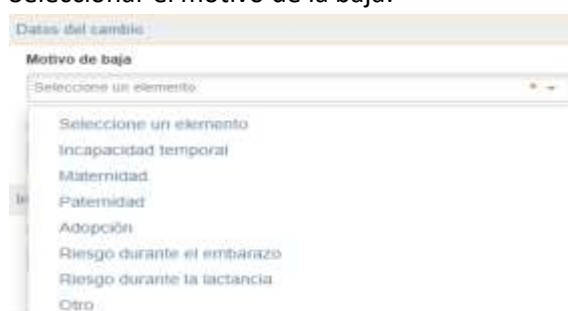 Seleccionar el motivo de la baja:
Datos del cambio
Motivo de baja
Seleccione un elemento
Seleccione un elemento
Incapacidad temporal
Maternidad
Paternidad
Adopción
Riesgo durante el embarazo
Riesgo durante la lactancia
Otro